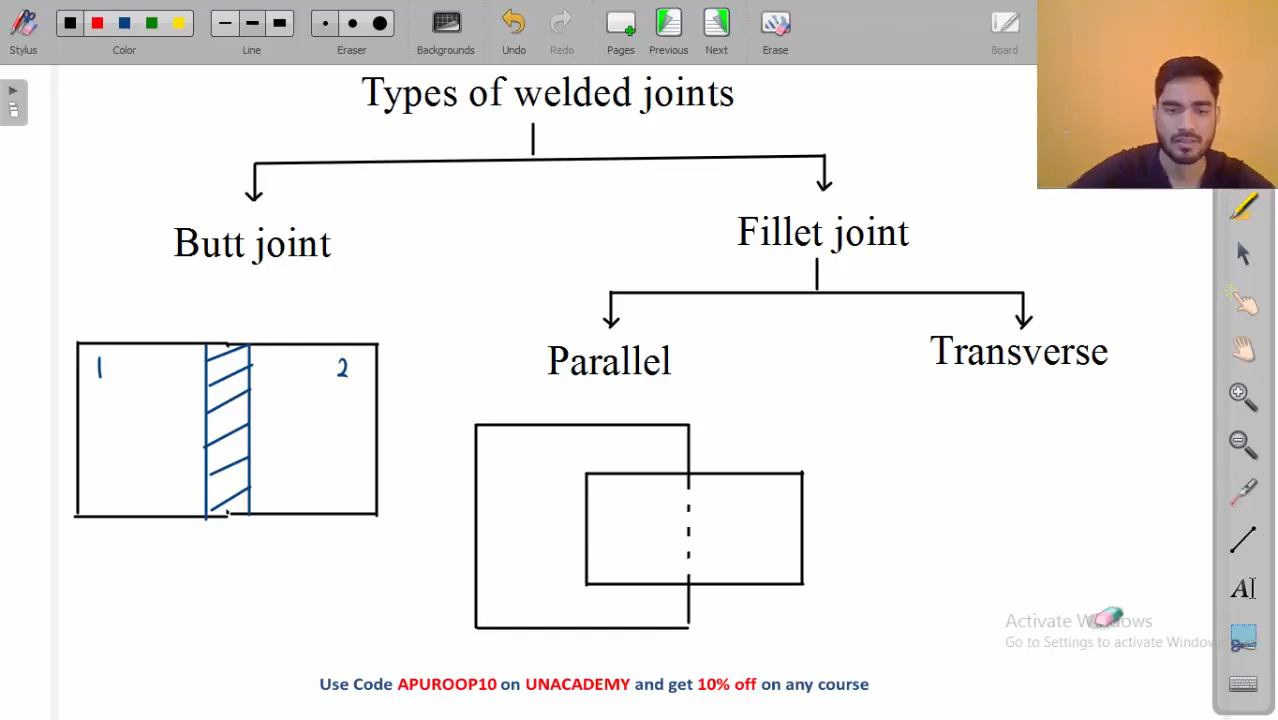 Stylus
Color
Line
Eraser
Backgrounds
Undo
Redo
Pages
Previous
Next
Erase
Board
Types of welded joints
Butt joint
Fillet joint
Parallel
Transverse
1
2
Activate Windows
Go to Settings to activate Windows
Use Code APUROOP10 on UNACADEMY and get 10% off on any course